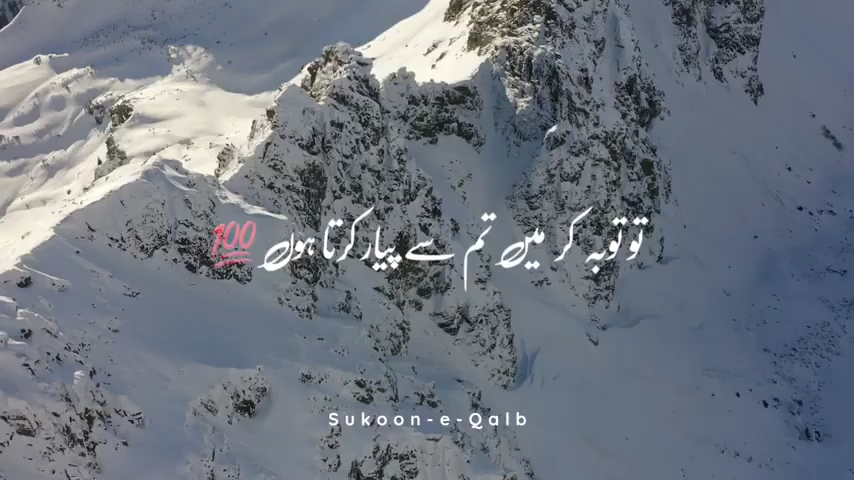 تو توبہ کر میں تم سے پیار کرتا ہوں 💯
Sukoon-e-Qalb